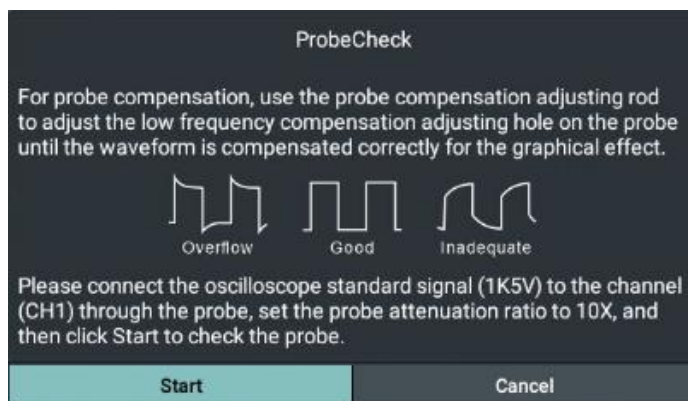 ProbeCheck
For probe compensation, use the probe compensation adjusting rod
to adjust the low frequency compensation adjusting hole on the probe
until the waveform is compensated correctly for the graphical effect.
Overflow Good Inadequate
Please connect the oscilloscope standard signal (1K5V) to the channel
(CH1) through the probe, set the probe attenuation ratio to 10X, and
then click Start to check the probe.
Start Cancel